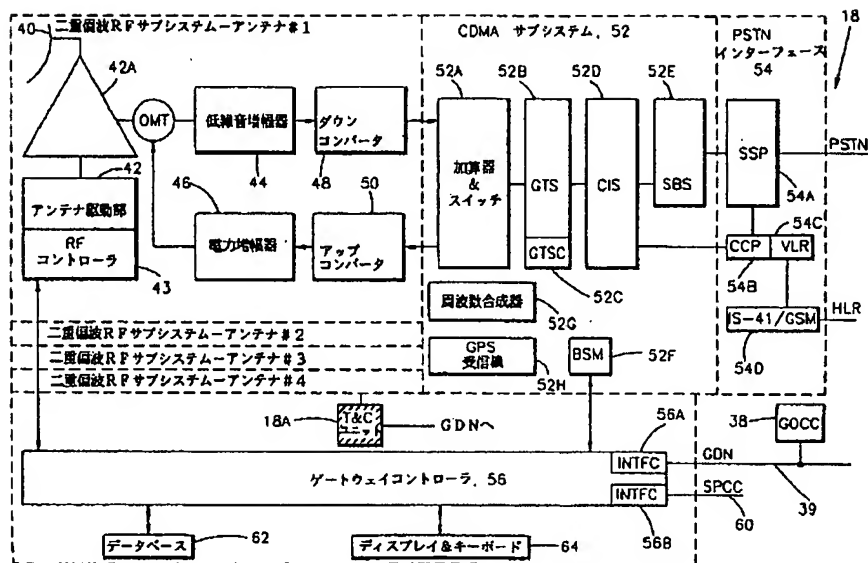 40
二重偏波RFサブシステムーアンテナ#1
42A
OMT
低雑音増幅器
44
ダウン
コンバータ
48
42
アンテナ駆動部
RF
コントローラ
43
46
電力増幅器
50
アップ
コンバータ
二重偏波RFサブシステムーアンテナ#2
二重偏波RFサブシステムーアンテナ#3
二重偏波RFサブシステムーアンテナ#4
CDMA サブシステム, 52
52A
加算器
&
スイッチ
52B
GTS
GTSC
52C
52D
CIS
52E
SBS
周波数合成器
52G
GPS
受信機
52H
BSM
52F
PSTN
インターフェース
54
18
SSP
PSTN
54A
54C
CCP
VLR
54B
IS-41/GSM
HLR
54D
18A
T&C
ユニット
GDNへ
56A
38
GOCC
ゲートウェイコントローラ, 56
INTFC
GDN
39
INTFC
SPCC
60
56B
データベース
62
ディスプレイ&キーボード
64